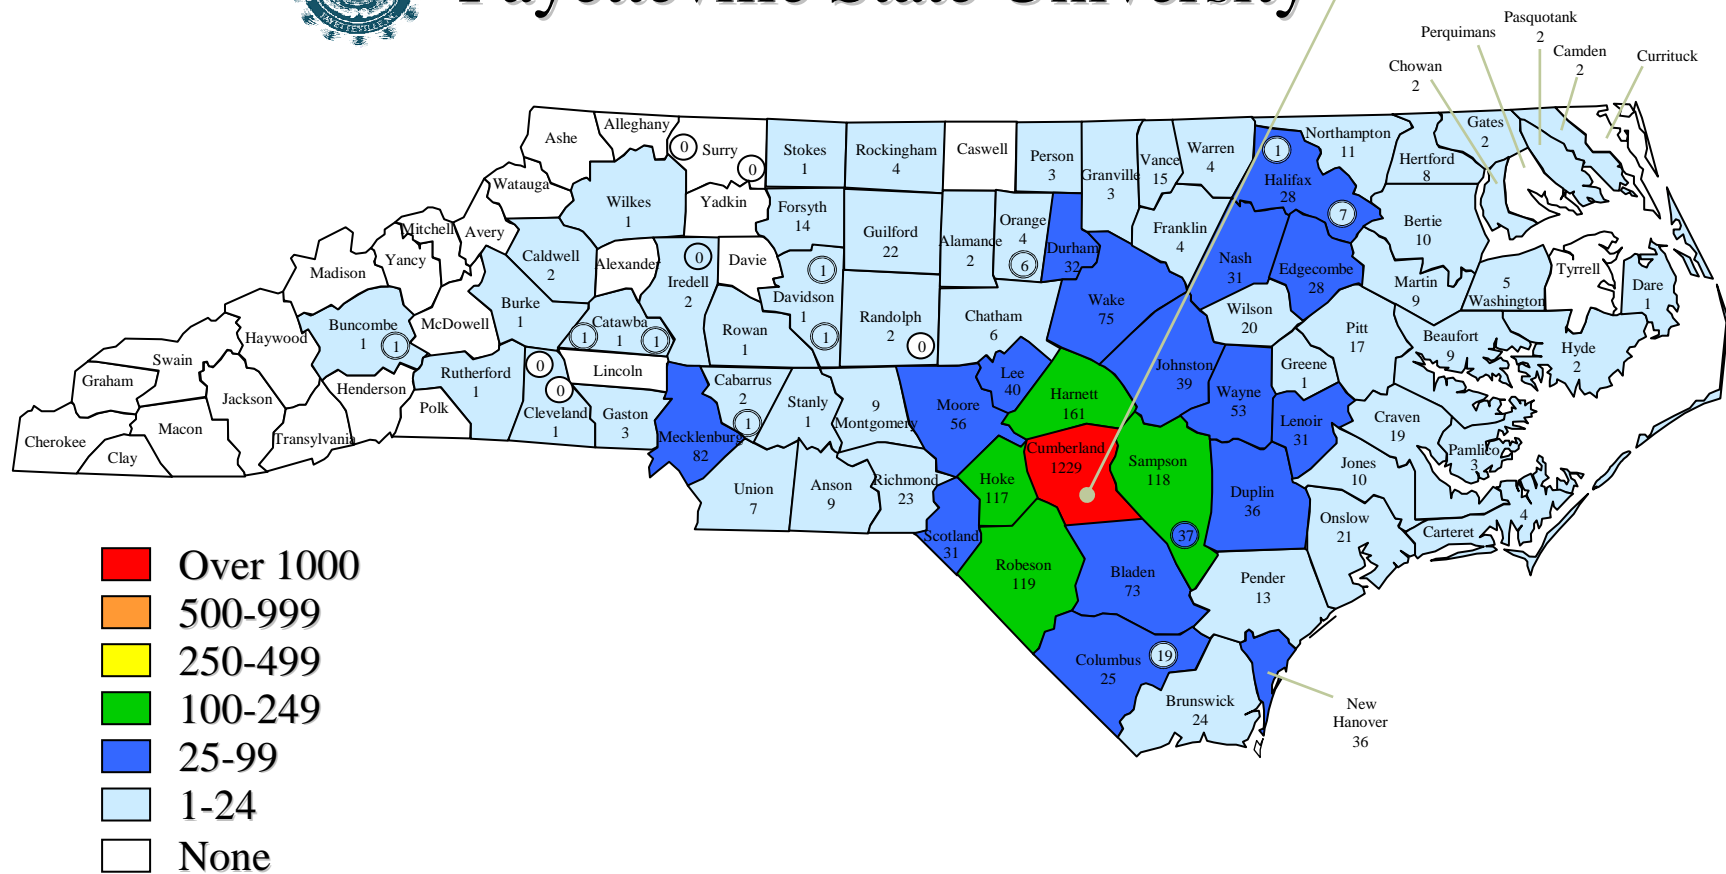 Fayetteville State University
FAYETTEVILLE, NC
Pasquotank
2
Perquimans
Camden
2
Currituck
Chowan
2
Ashe
Alleghany
0
Surry
0
Stokes
1
Rockingham
4
Caswell
Person
3
Granville
3
Vance
15
Warren
4
1
Halifax
28
7
Northampton
11
Hertford
8
Gates
2
Watauga
Wilkes
1
Yadkin
Forsyth
14
Guilford
22
Alamance
2
Orange
4
6
Durham
32
Franklin
4
Nash
31
Edgecombe
28
Bertie
10
Martin
9
5
Washington
Tyrrell
Dare
1
Mitchell
Avery
Yancy
Madison
Caldwell
2
Alexander
0
Iredell
2
Davie
1
Davidson
1
1
Randolph
2
0
Chatham
6
Wake
75
Wilson
20
Pitt
17
Beaufort
9
Hyde
2
Haywood
Buncombe
1
1
McDowell
Burke
1
Catawba
1
1
1
Rowan
1
Swain
Graham
Jackson
Henderson
Polk
Rutherford
1
0
0
Cleveland
1
Lincoln
Gaston
3
Cabarrus
2
1
Stanly
1
9
Montgomery
Moore
56
Lee
40
Harnett
161
Johnston
39
Wayne
53
Greene
1
Lenoir
31
Craven
19
Pamlico
3
Cherokee
Macon
Clay
Transylvania
Mecklenburg
82
Union
7
Anson
9
Richmond
23
Hoke
117
Cumberland
1229
Sampson
118
37
Duplin
36
Jones
10
Onslow
21
Carteret
4
Scotland
31
Robeson
119
Bladen
73
Pender
13
Columbus
25
19
Brunswick
24
New
Hanover
36
Over 1000
500-999
250-499
100-249
25-99
1-24
None